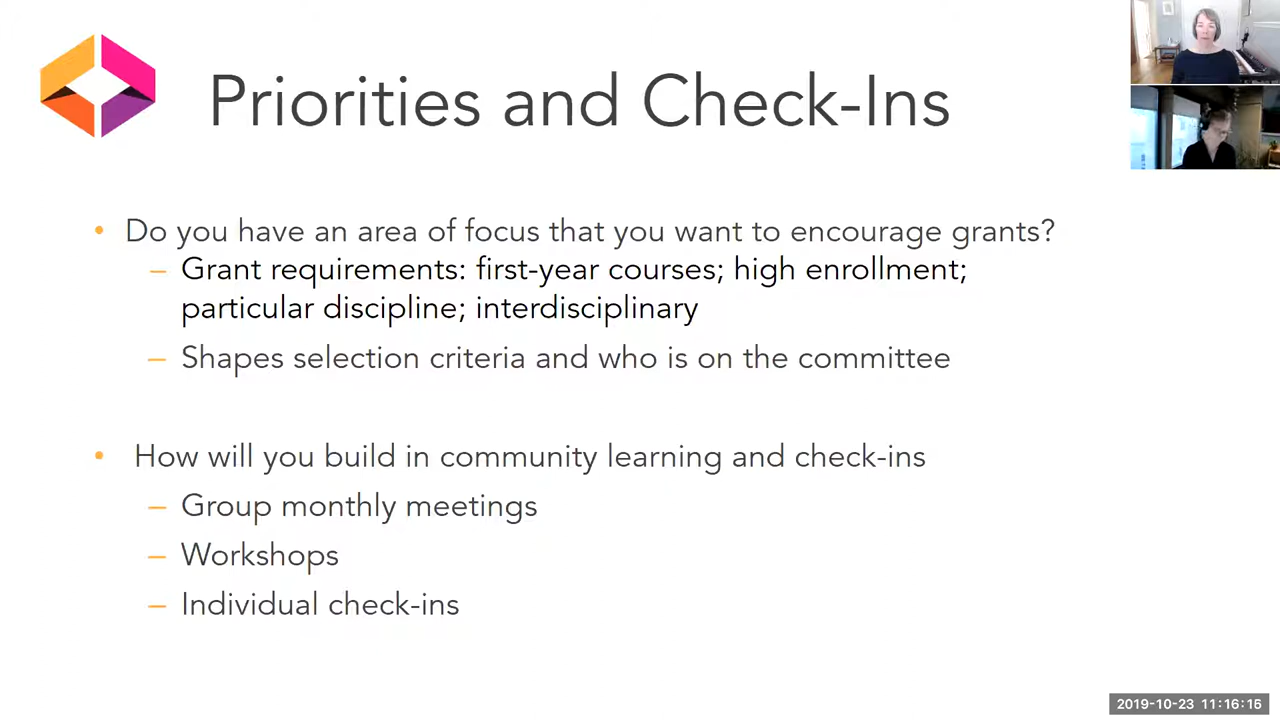 Priorities and Check-Ins
• Do you have an area of focus that you want to encourage grants?
– Grant requirements: first-year courses; high enrollment;
particular discipline; interdisciplinary
– Shapes selection criteria and who is on the committee
• How will you build in community learning and check-ins
– Group monthly meetings
– Workshops
– Individual check-ins
2019-10-23 11:16:16